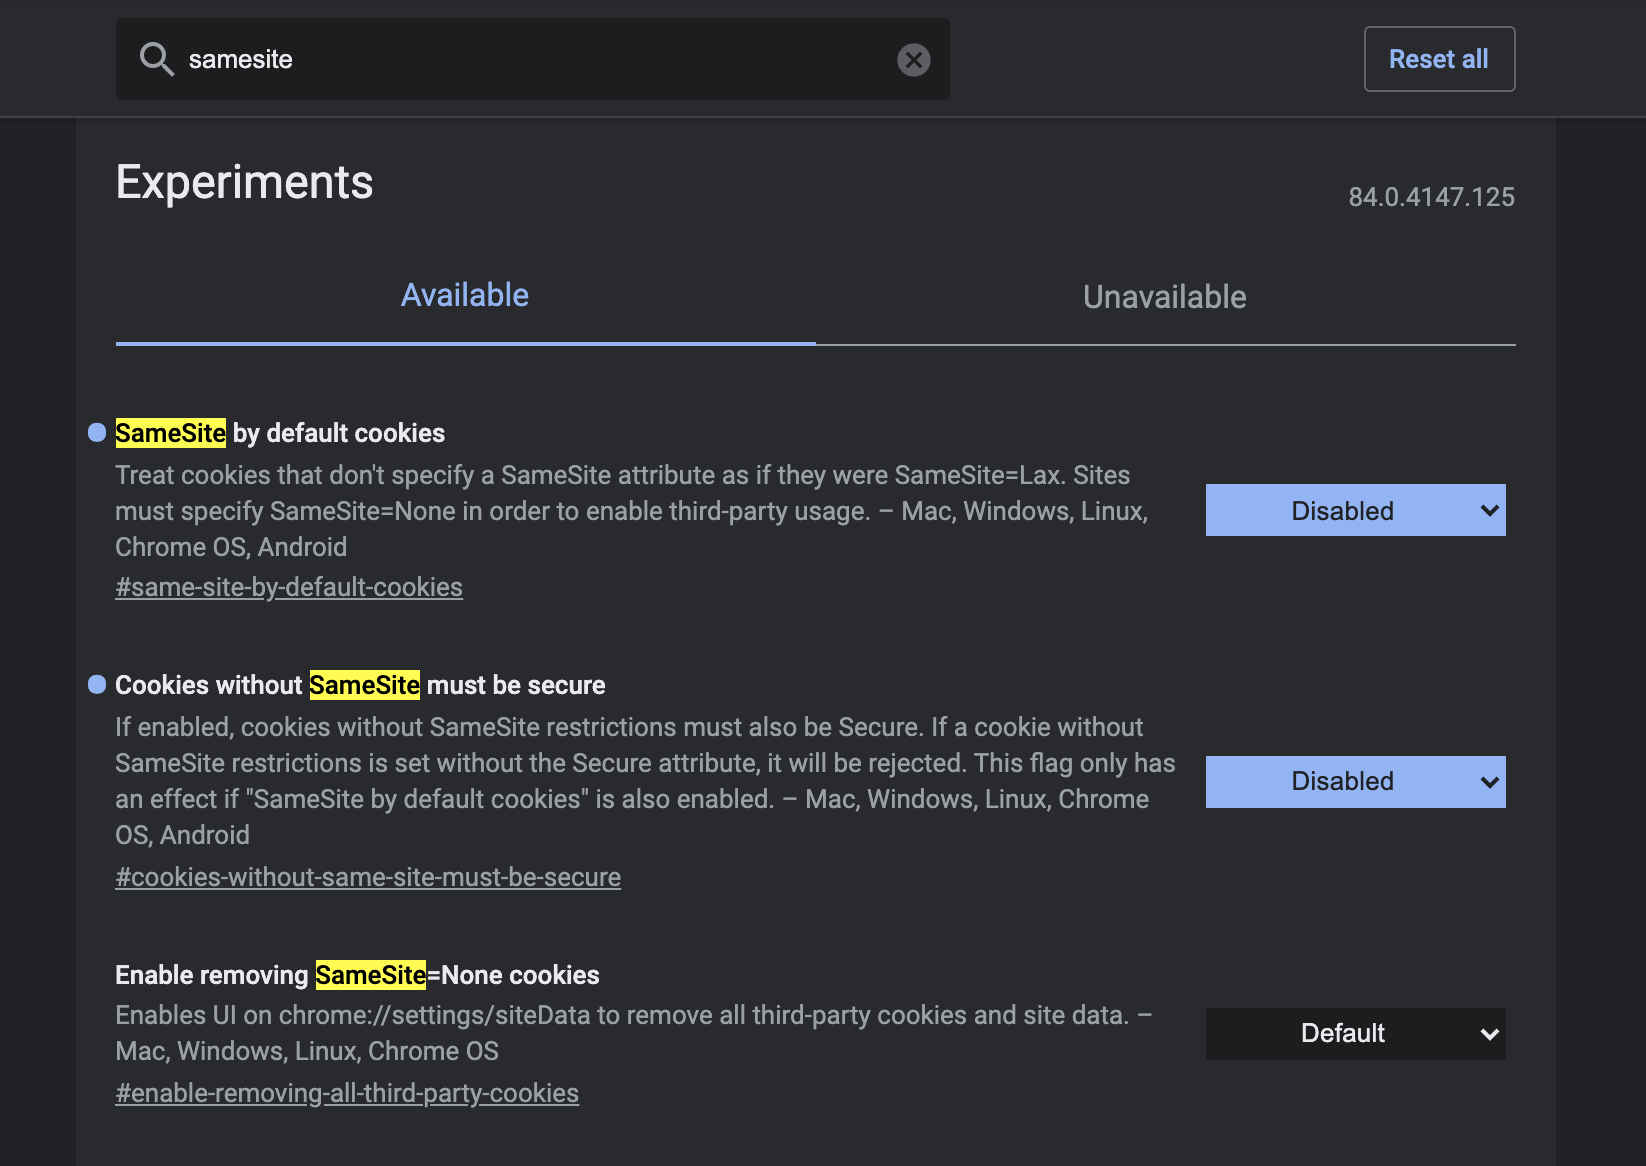 samesite
Reset all
Experiments
84.0.4147.125
Available
Unavailable
SameSite by default cookies
Treat cookies that don't specify a SameSite attribute as if they were SameSite=Lax. Sites
must specify SameSite=None in order to enable third-party usage. – Mac, Windows, Linux,
Chrome OS, Android
#same-site-by-default-cookies
Disabled
Cookies without SameSite must be secure
If enabled, cookies without SameSite restrictions must also be Secure. If a cookie without
SameSite restrictions is set without the Secure attribute, it will be rejected. This flag only has
an effect if "SameSite by default cookies" is also enabled. – Mac, Windows, Linux, Chrome
OS, Android
#cookies-without-same-site-must-be-secure
Disabled
Enable removing SameSite=None cookies
Enables UI on chrome://settings/siteData to remove all third-party cookies and site data. –
Mac, Windows, Linux, Chrome OS
#enable-removing-all-third-party-cookies
Default